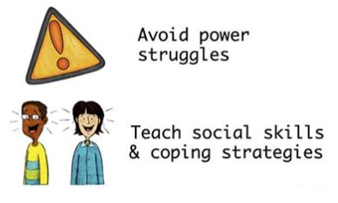 Avoid power
struggles
Teach social skills
& coping strategies